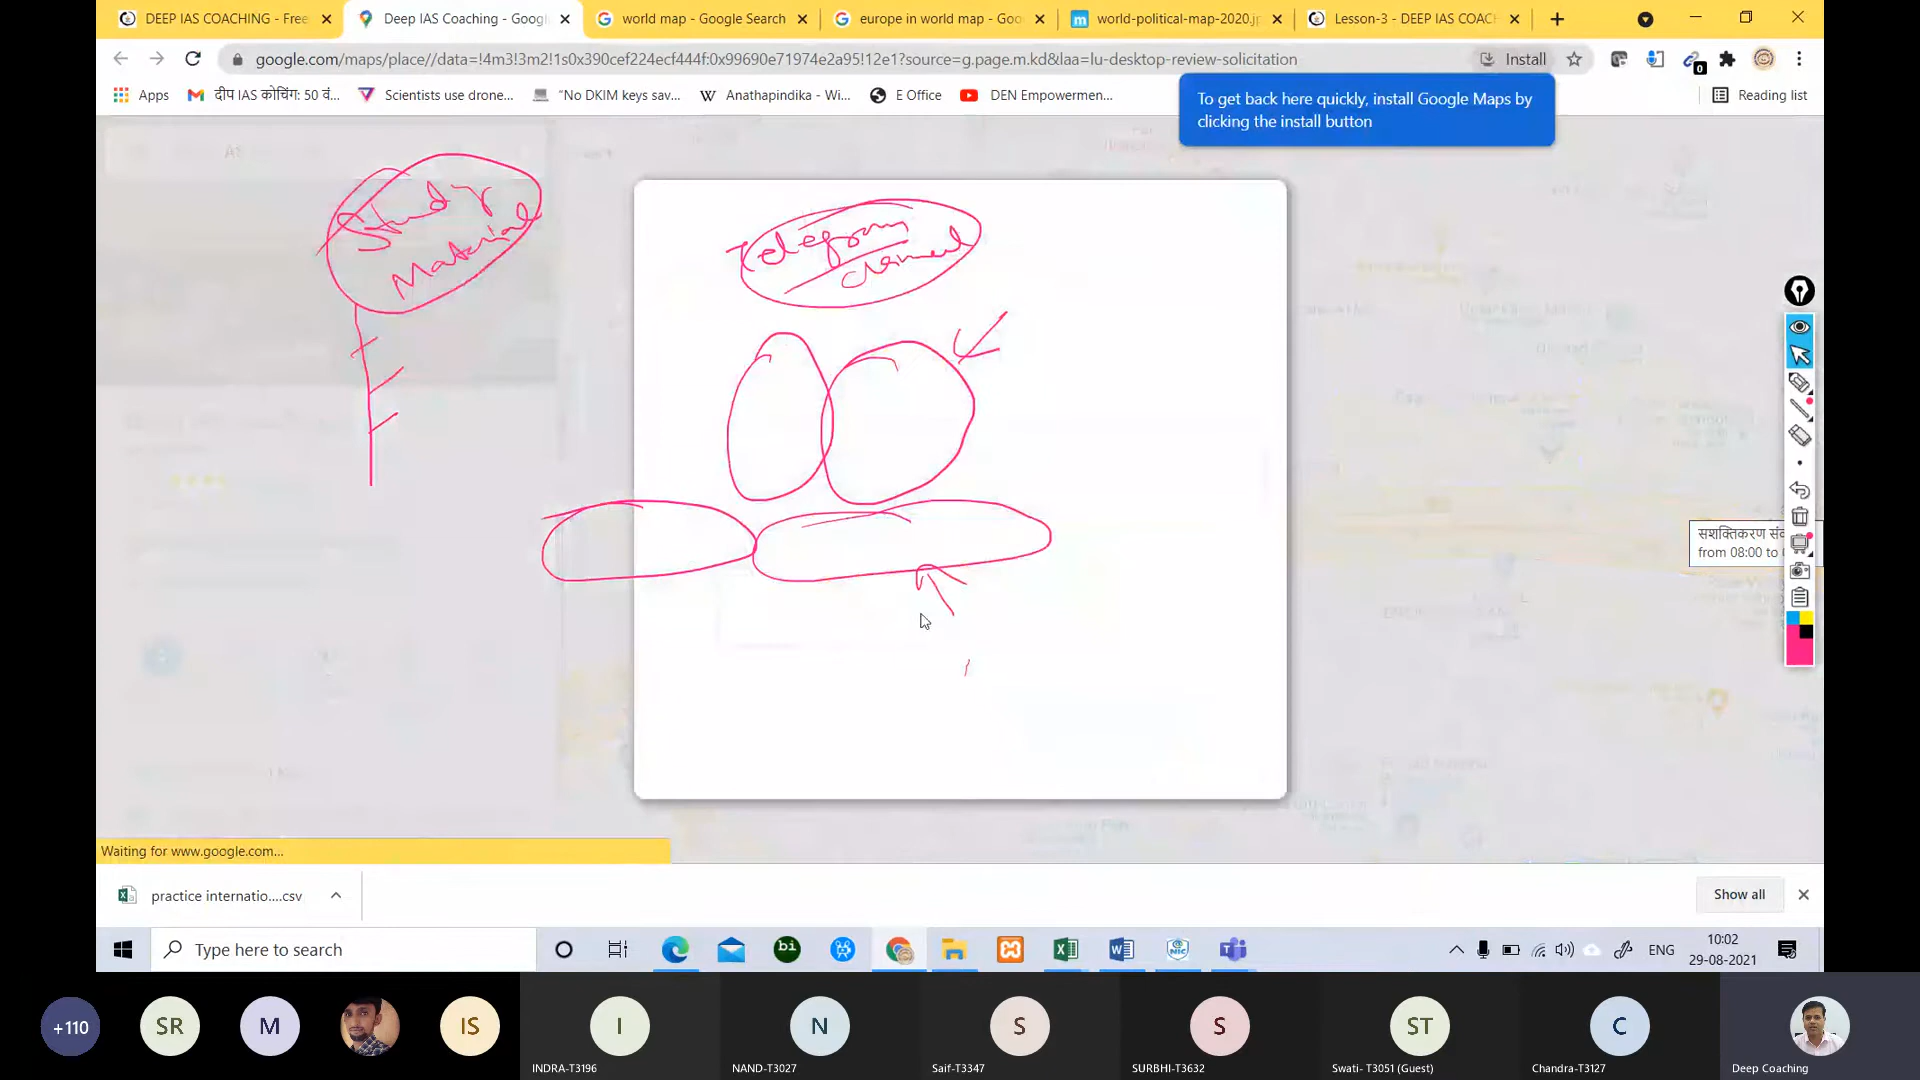 DEEP IAS COACHING - Free
Deep IAS Coaching - Googl
world map - Google Search
europe in world map - Goo
world-political-map-2020.j
Lesson-3 - DEEP IAS COACH
google.com/maps/place//data=!4m3!3m2!1s0x390cef224ecf444f:0x99690e71974e2a95!12e1?source=g.page.m.kd&laa=lu-desktop-review-solicitation
Install
0
Apps
दीप IAS कोचिंग: 50 वं...
Scientists use drone...
"No DKIM keys sav...
Anathapindika - Wi...
E Office
DEN Empowermen...
Reading list
To get back here quickly, install Google Maps by
clicking the install button
Study
Material
Telegram
channel
सशक्तिकरण सं
from 08:00 to
Waiting for www.google.com...
practice internatio....csv
Show all
Type here to search
bi
NIC
ENG
10:02
29-08-2021
+110
SR
M
IS
I
N
S
S
ST
C
INDRA-T3196
NAND-T3027
Saif-T3347
SURBHI-T3632
Swati- T3051 (Guest)
Chandra-T3127
Deep Coaching